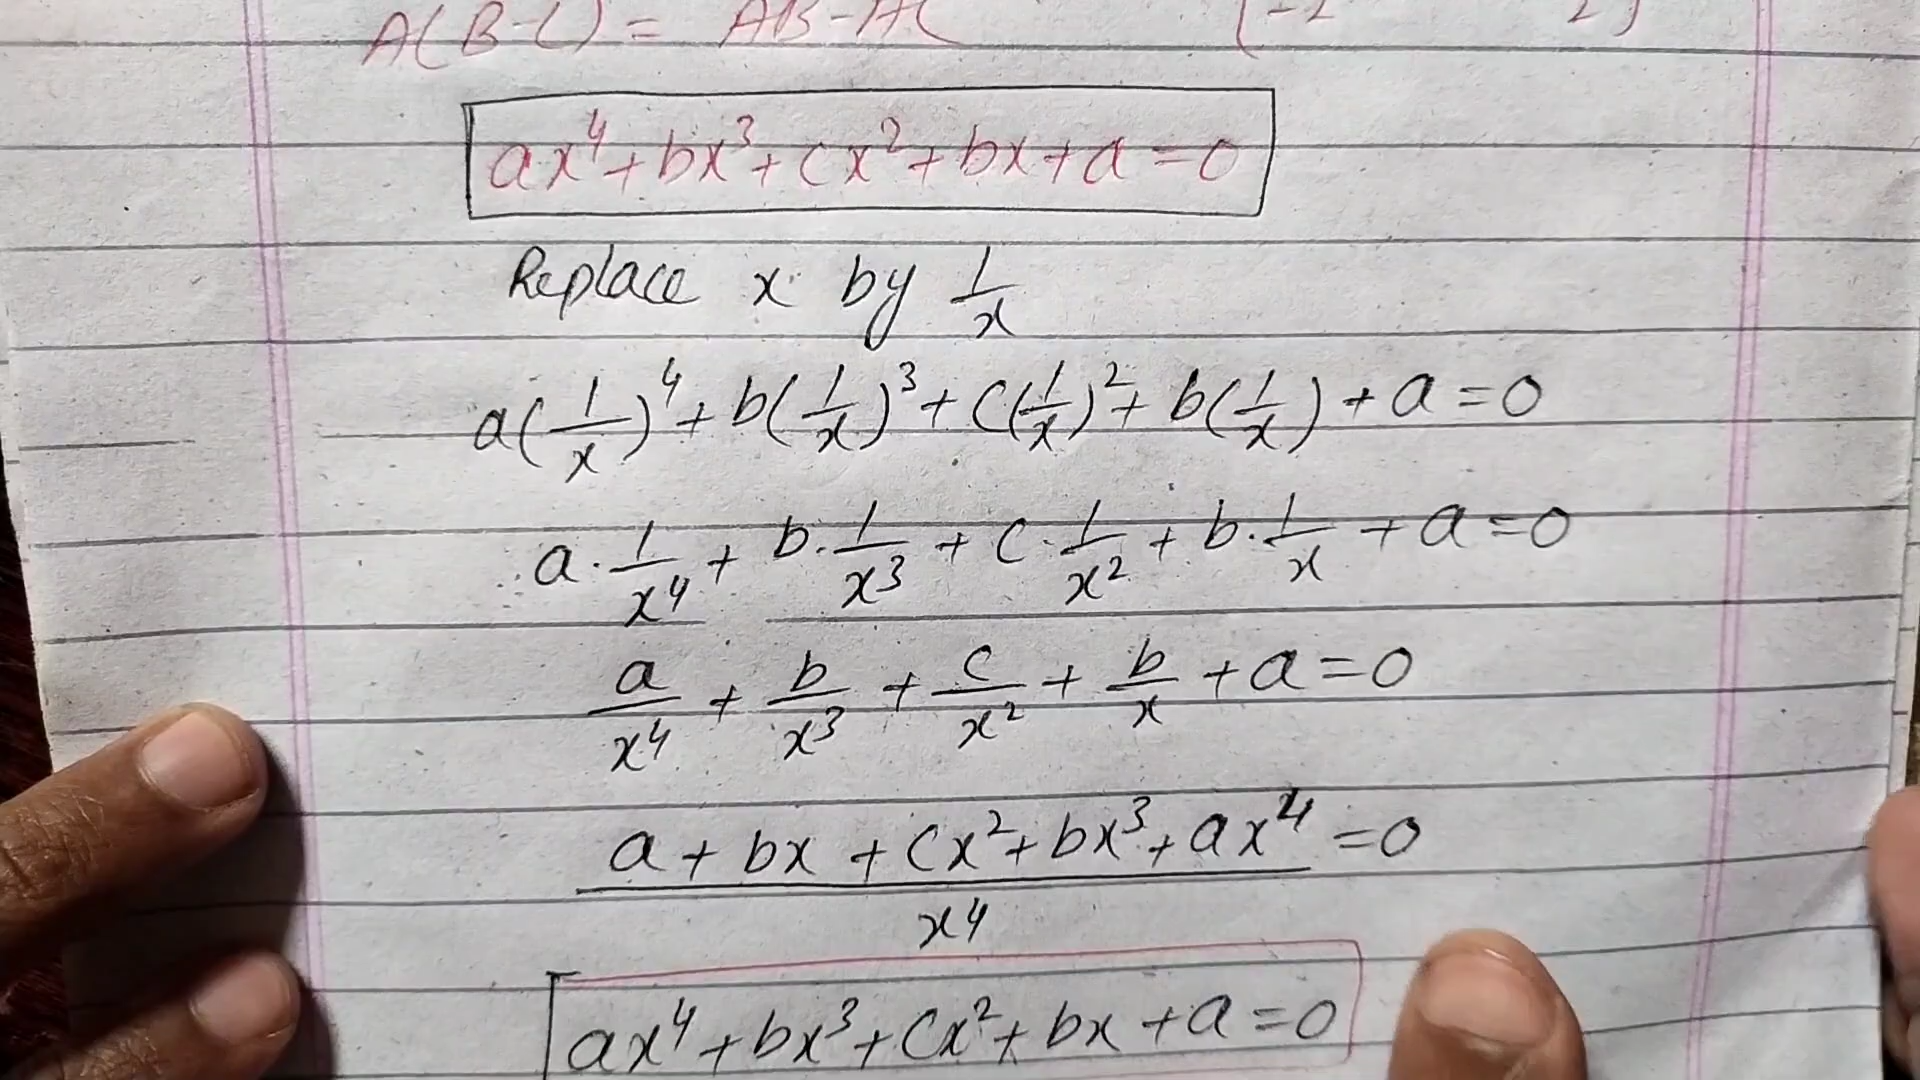 A(B-C) = AB-AC
ax⁴+bx³+cx²+bx+a=0
Replace x by 1/x
a(1/x)⁴+b(1/x)³+c(1/x)²+b(1/x)+a=0
a·1/x⁴+b·1/x³+c·1/x²+b·1/x+a=0
a/x⁴+b/x³+c/x²+b/x+a=0
(a+bx+cx²+bx³+ax⁴)/x⁴=0
ax⁴+bx³+cx²+bx+a=0